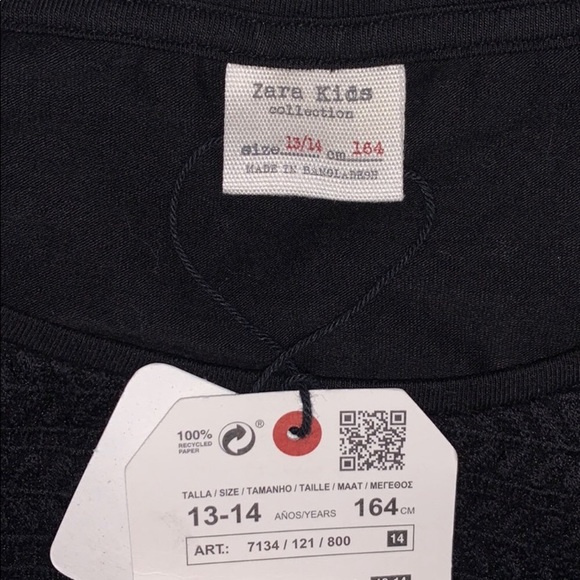 Zara Kids
collection
size 13/14 cm 164
MADE IN BANGLADESH
100%
RECYCLED
PAPER
®
TALLA / SIZE / TAMANHO / TAILLE / MAAT / ΜΕΓΕΘΟΣ
13-14 AÑOS/YEARS 164 CM
ART.: 7134 / 121 / 800 14